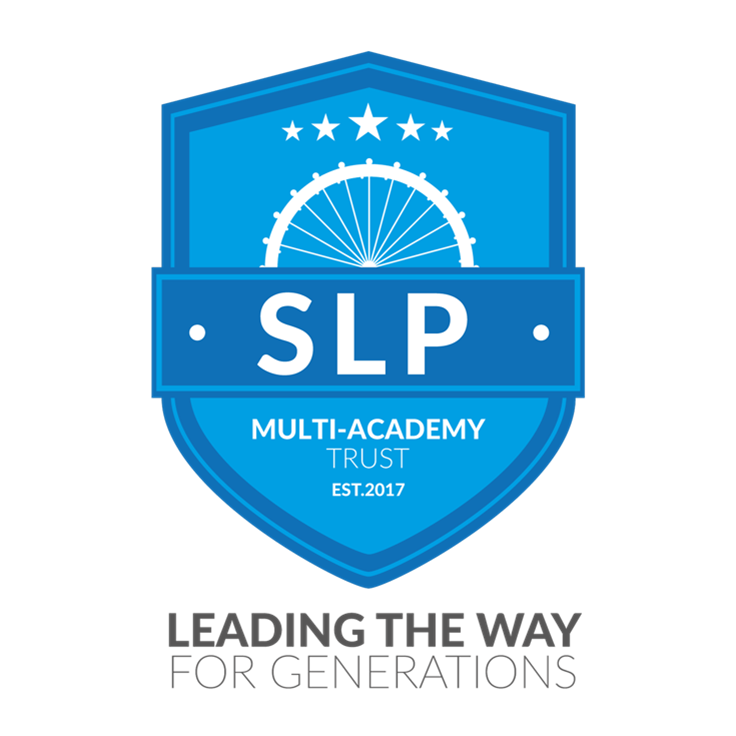 SLP
MULTI-ACADEMY
TRUST
EST.2017
LEADING THE WAY
FOR GENERATIONS